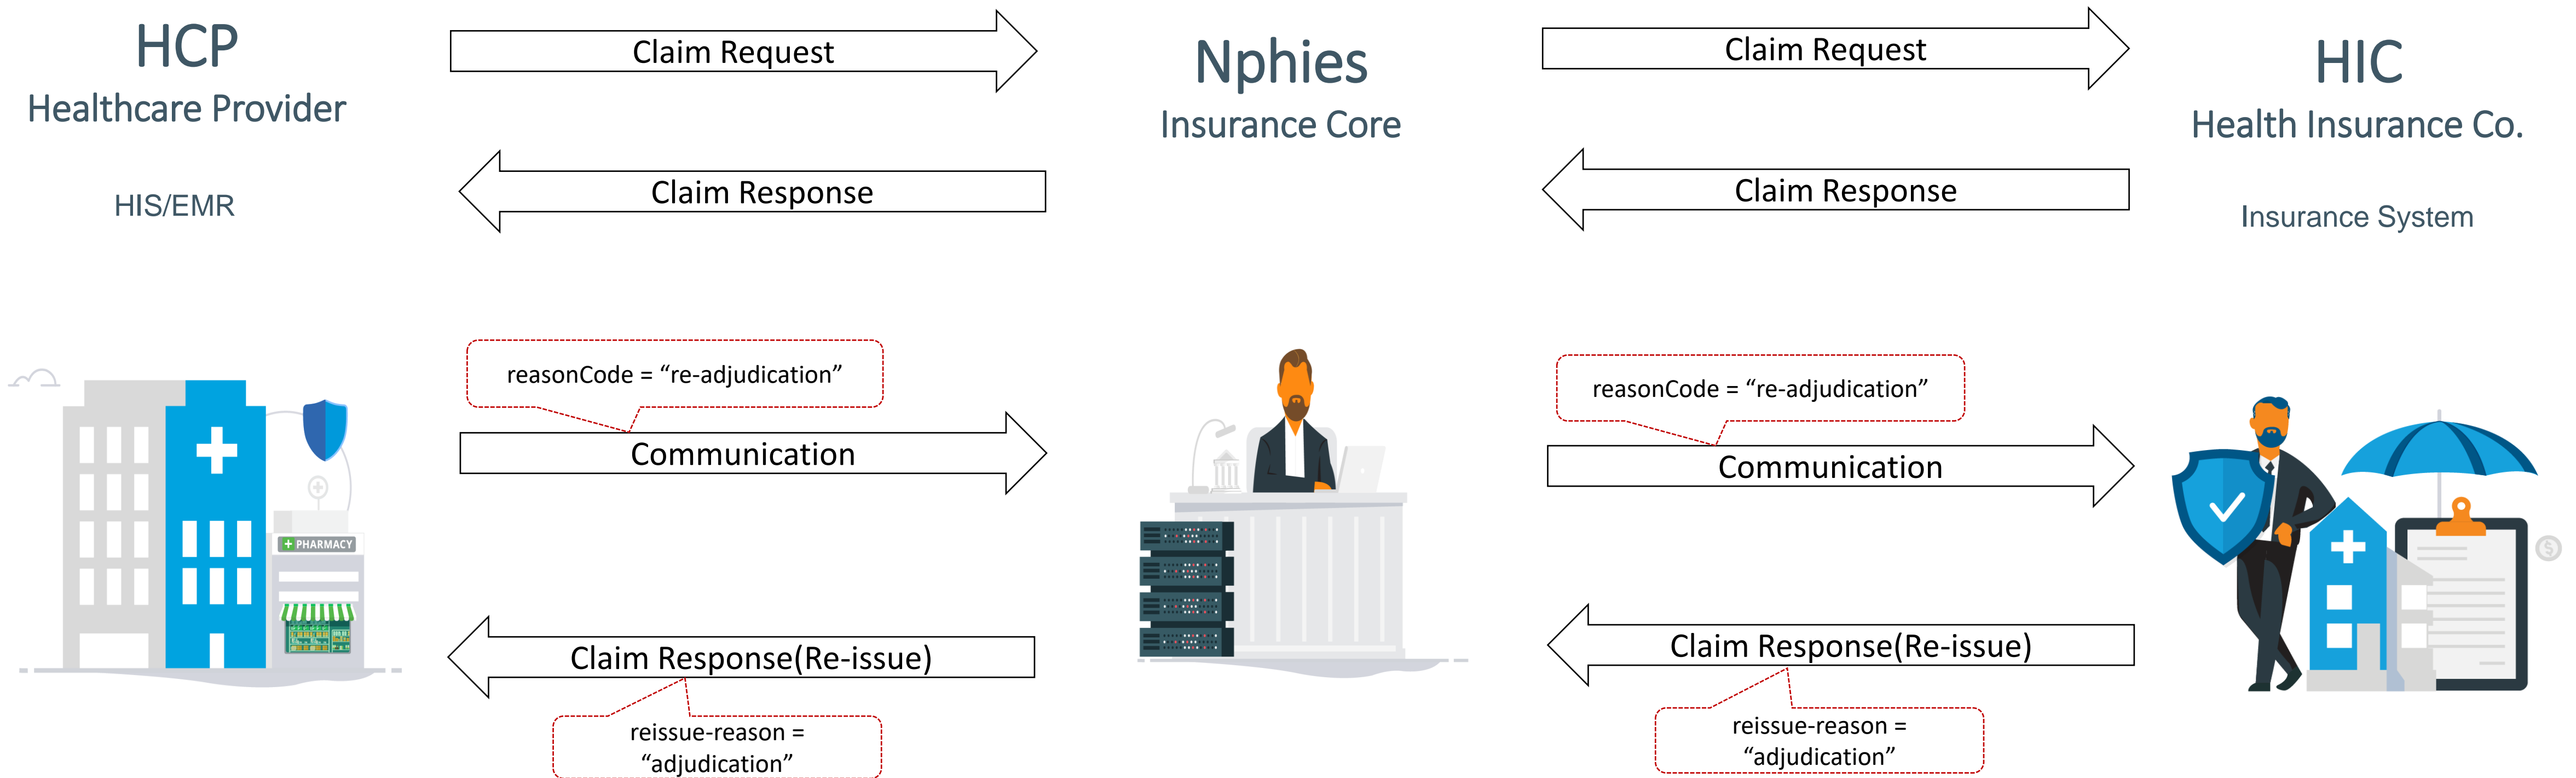 HCP
Healthcare Provider
HIS/EMR
Claim Request
Claim Response
Nphies
Insurance Core
Claim Request
Claim Response
HIC
Health Insurance Co.
Insurance System
reasonCode = “re-adjudication”
Communication
reasonCode = “re-adjudication”
Communication
+ PHARMACY
Claim Response(Re-issue)
reissue-reason =
“adjudication”
Claim Response(Re-issue)
reissue-reason =
“adjudication”
$